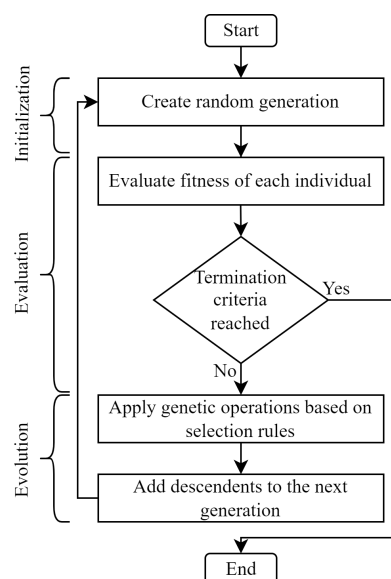 Start
Initialization
Create random generation
Evaluation
Evaluate fitness of each individual
Termination
criteria
reached
Yes
No
Evolution
Apply genetic operations based on
selection rules
Add descendents to the next
generation
End